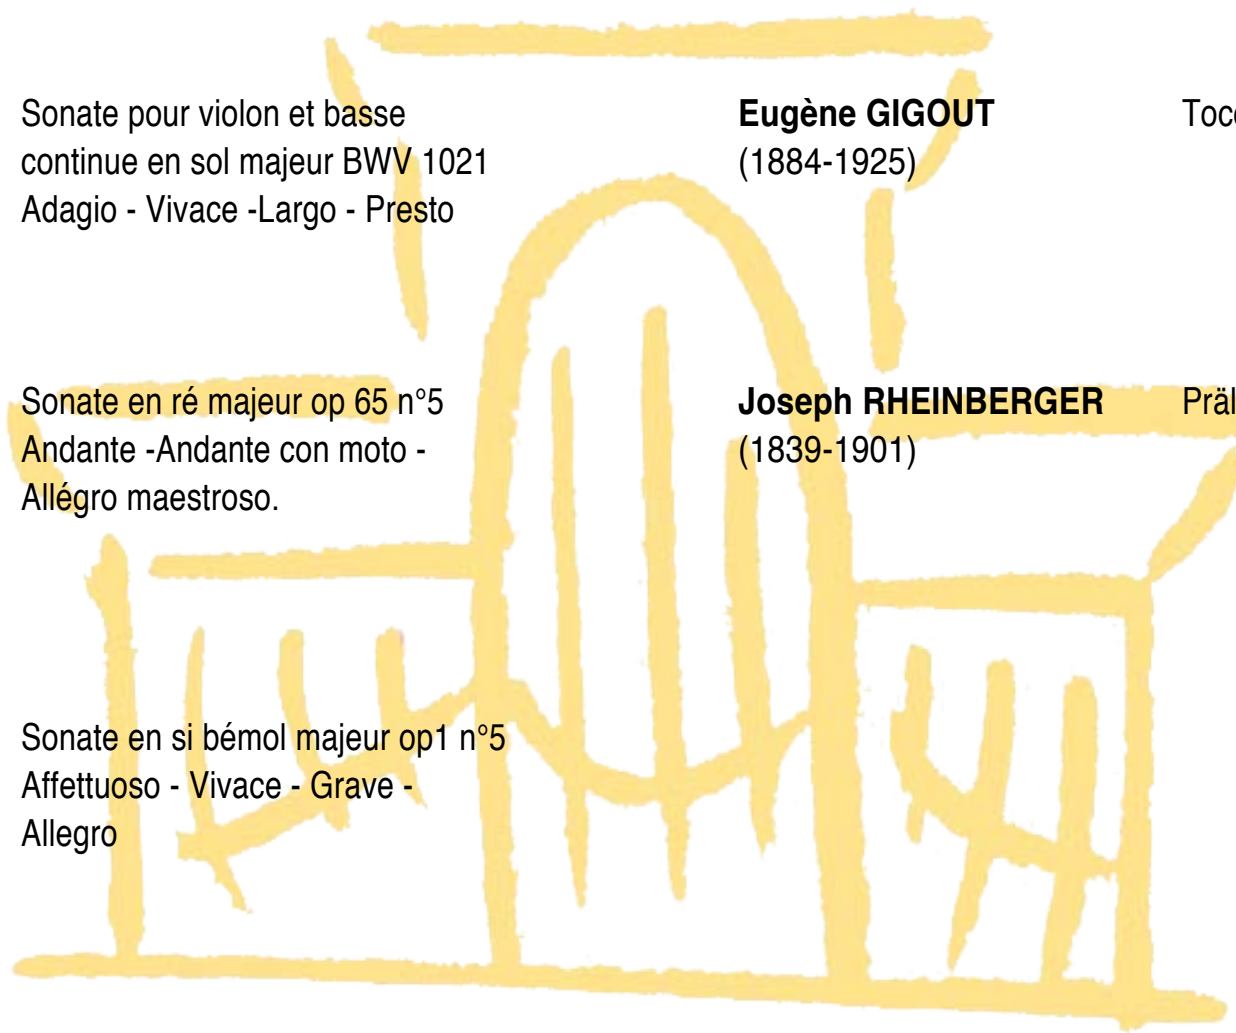 Sonate pour violon et basse
continue en sol majeur BWV 1021
Adagio - Vivace -Largo - Presto
Sonate en ré majeur op 65 n°5
Andante -Andante con moto -
Allégro maestroso.
Sonate en si bémol majeur op1 n°5
Affettuoso - Vivace - Grave -
Allegro
Eugène GIGOUT
(1884-1925)
Joseph RHEINBERGER
(1839-1901)